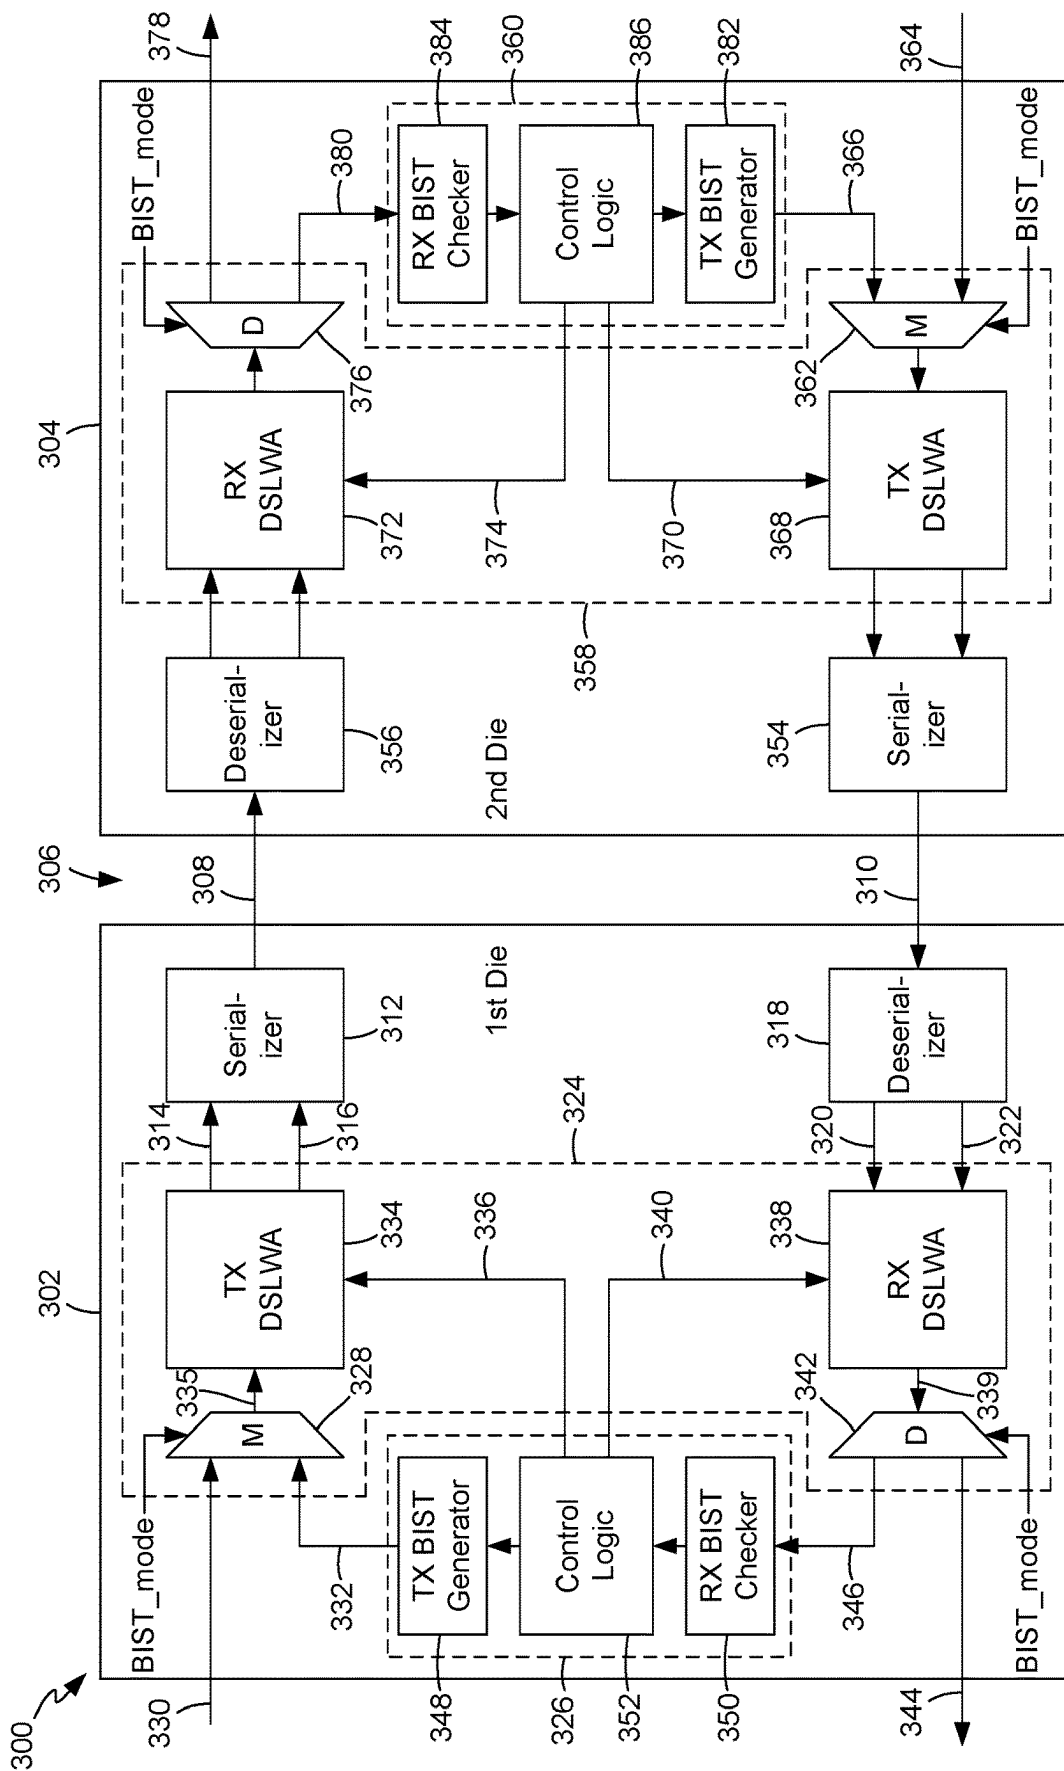 300
302
306
304
330
BIST_mode
335
M
328
TX
DSLWA
334
314
316
Serial-
izer
312
308
Deserial-
izer
356
RX
DSLWA
372
D
376
BIST_mode
378
332
336
324
1st Die
2nd Die
358
374
370
380
TX BIST
Generator
348
326
Control
Logic
352
RX BIST
Checker
350
RX BIST
Checker
384
360
Control
Logic
386
TX BIST
Generator
382
340
346
366
344
BIST_mode
D
342
339
RX
DSLWA
338
320
322
Deserial-
izer
318
310
Serial-
izer
354
TX
DSLWA
368
M
362
BIST_mode
364